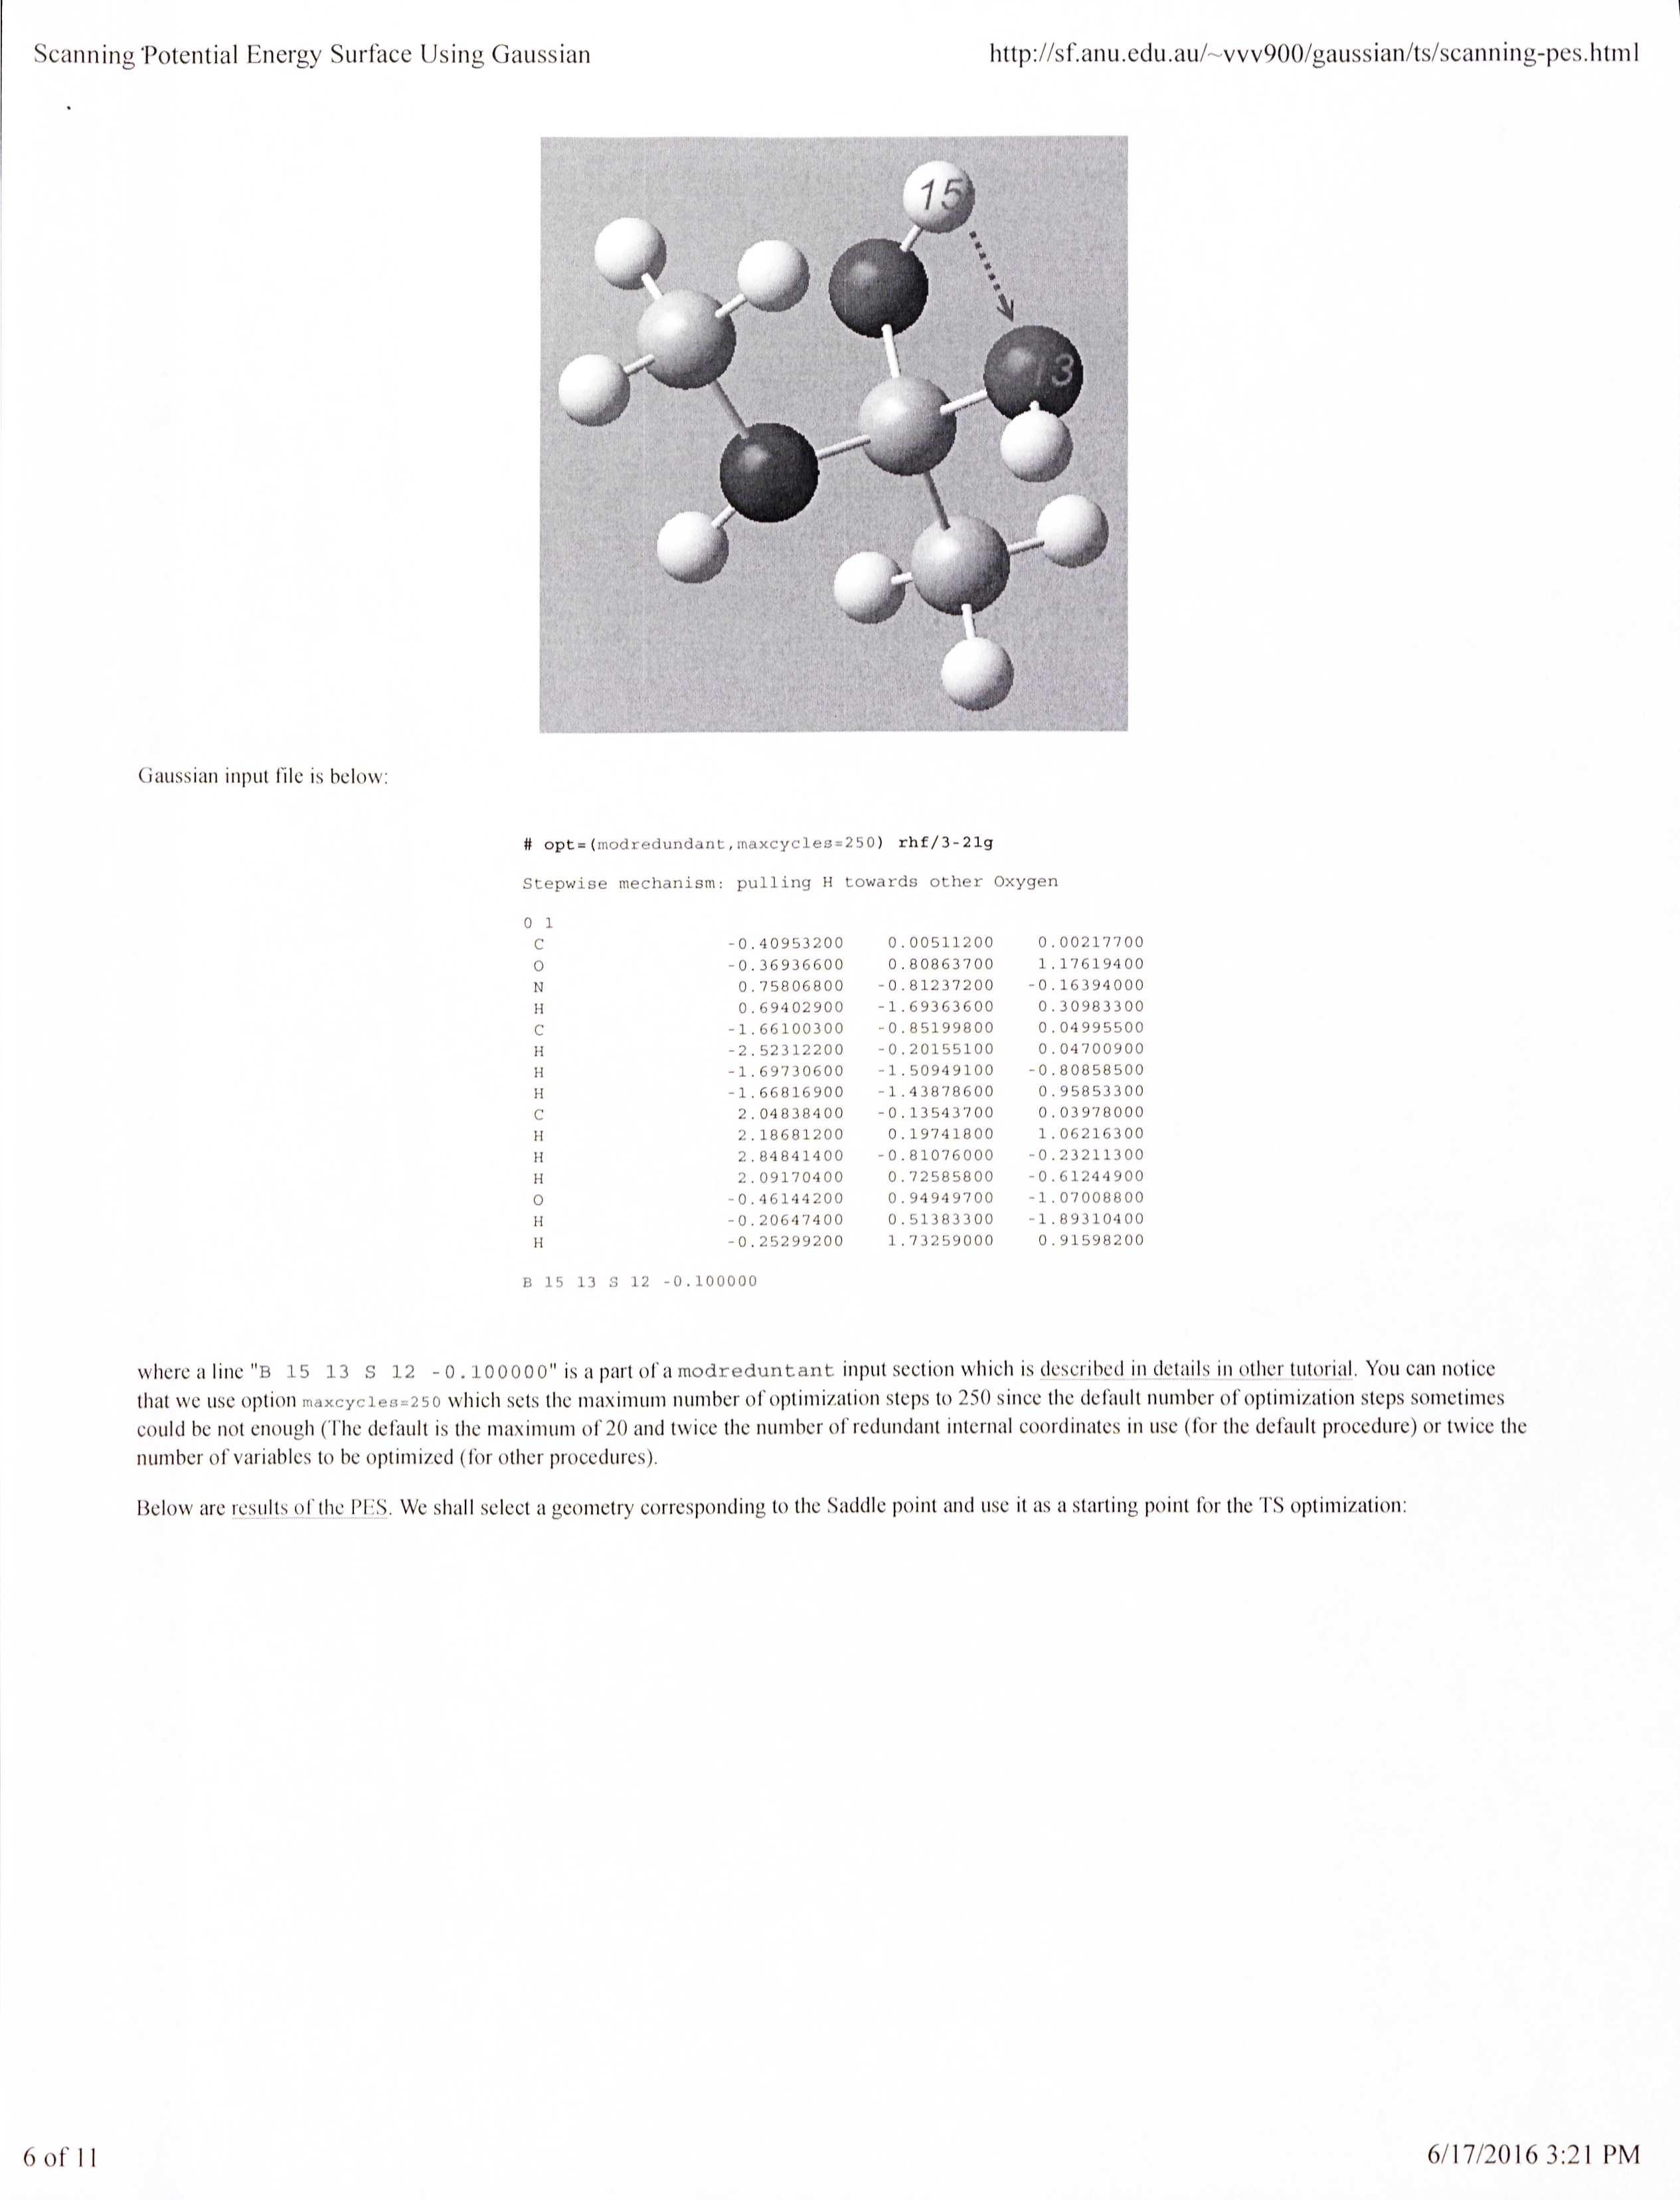 Scanning Potential Energy Surface Using Gaussian
http://sf.anu.edu.au/~vvv900/gaussian/ts/scanning-pes.html
15
13
Gaussian input file is below:
# opt=(modredundant,maxcycles=250) rhf/3-21g
Stepwise mechanism: pulling H towards other Oxygen
0 1
C -0.40953200 0.00511200 0.00217700
O -0.36936600 0.80863700 1.17619400
N 0.75806800 -0.81237200 -0.16394000
H 0.69402900 -1.69363600 0.30983300
C -1.66100300 -0.85199800 0.04995500
H -2.52312200 -0.20155100 0.04700900
H -1.69730600 -1.50949100 -0.80858500
H -1.66816900 -1.43878600 0.95853300
C 2.04838400 -0.13543700 0.03978000
H 2.18681200 0.19741800 1.06216300
H 2.84841400 -0.81076000 -0.23211300
H 2.09170400 0.72585800 -0.61244900
O -0.46144200 0.94949700 -1.07008800
H -0.20647400 0.51383300 -1.89310400
H -0.25299200 1.73259000 0.91598200
B 15 13 S 12 -0.100000
where a line "B 15 13 S 12 -0.100000" is a part of a modreduntant input section which is described in details in other tutorial. You can notice
that we use option maxcycles=250 which sets the maximum number of optimization steps to 250 since the default number of optimization steps sometimes
could be not enough (The default is the maximum of 20 and twice the number of redundant internal coordinates in use (for the default procedure) or twice the
number of variables to be optimized (for other procedures).
Below are results of the PES. We shall select a geometry corresponding to the Saddle point and use it as a starting point for the TS optimization:
6 of 11
6/17/2016 3:21 PM